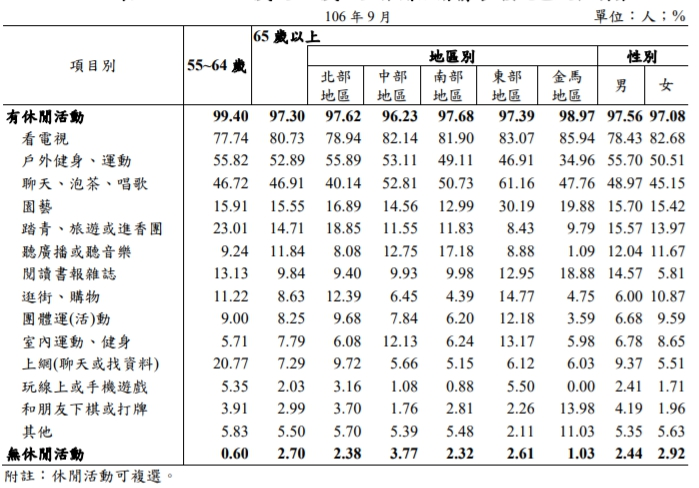 106 年 9 月 單位：人；%
項目別 55~64 歲 65 歲以上
地區別 性別
北部地區 中部地區 南部地區 東部地區 金馬地區 男 女
有休閒活動 99.40 97.30 97.62 96.23 97.68 97.39 98.97 97.56 97.08
看電視 77.74 80.73 78.94 82.14 81.90 83.07 85.94 78.43 82.68
戶外健身、運動 55.82 52.89 55.89 53.11 49.11 46.91 34.96 55.70 50.51
聊天、泡茶、唱歌 46.72 46.91 40.14 52.81 50.73 61.16 47.76 48.97 45.15
園藝 15.91 15.55 16.89 14.56 12.99 30.19 19.88 15.70 15.42
踏青、旅遊或進香團 23.01 14.71 18.85 11.55 11.83 8.43 9.79 15.57 13.97
聽廣播或聽音樂 9.24 11.84 8.08 12.75 17.18 8.88 1.09 12.04 11.67
閱讀書報雜誌 13.13 9.84 9.40 9.93 9.98 12.95 18.88 14.57 5.81
逛街、購物 11.22 8.63 12.39 6.45 4.39 14.77 4.75 6.00 10.87
團體運(活)動 9.00 8.25 9.68 7.84 6.20 12.18 3.59 6.68 9.59
室內運動、健身 5.71 7.79 6.08 12.13 6.24 13.17 5.98 6.78 8.65
上網(聊天或找資料) 20.77 7.29 9.72 5.66 5.15 6.12 6.03 9.37 5.51
玩線上或手機遊戲 5.35 2.03 3.16 1.08 0.88 5.50 0.00 2.41 1.71
和朋友下棋或打牌 3.91 2.99 3.70 1.76 2.81 2.26 13.98 4.19 1.96
其他 5.83 5.50 5.70 5.39 5.48 2.11 11.03 5.35 5.63
無休閒活動 0.60 2.70 2.38 3.77 2.32 2.61 1.03 2.44 2.92
附註：休閒活動可複選。